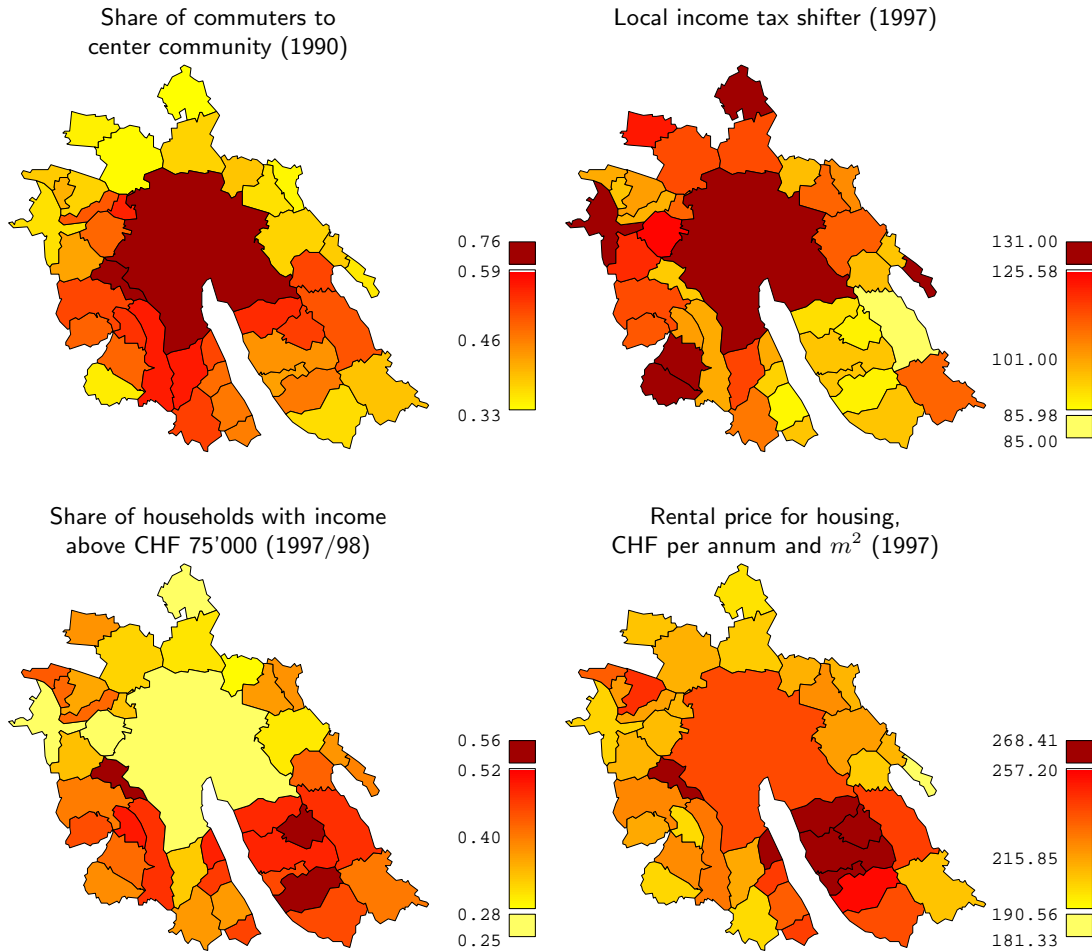 Share of commuters to
center community (1990)
0.76
0.59
0.46
0.33
Local income tax shifter (1997)
131.00
125.58
101.00
85.98
85.00
Share of households with income
above CHF 75'000 (1997/98)
0.56
0.52
0.40
0.28
0.25
Rental price for housing,
CHF per annum and m² (1997)
268.41
257.20
215.85
190.56
181.33